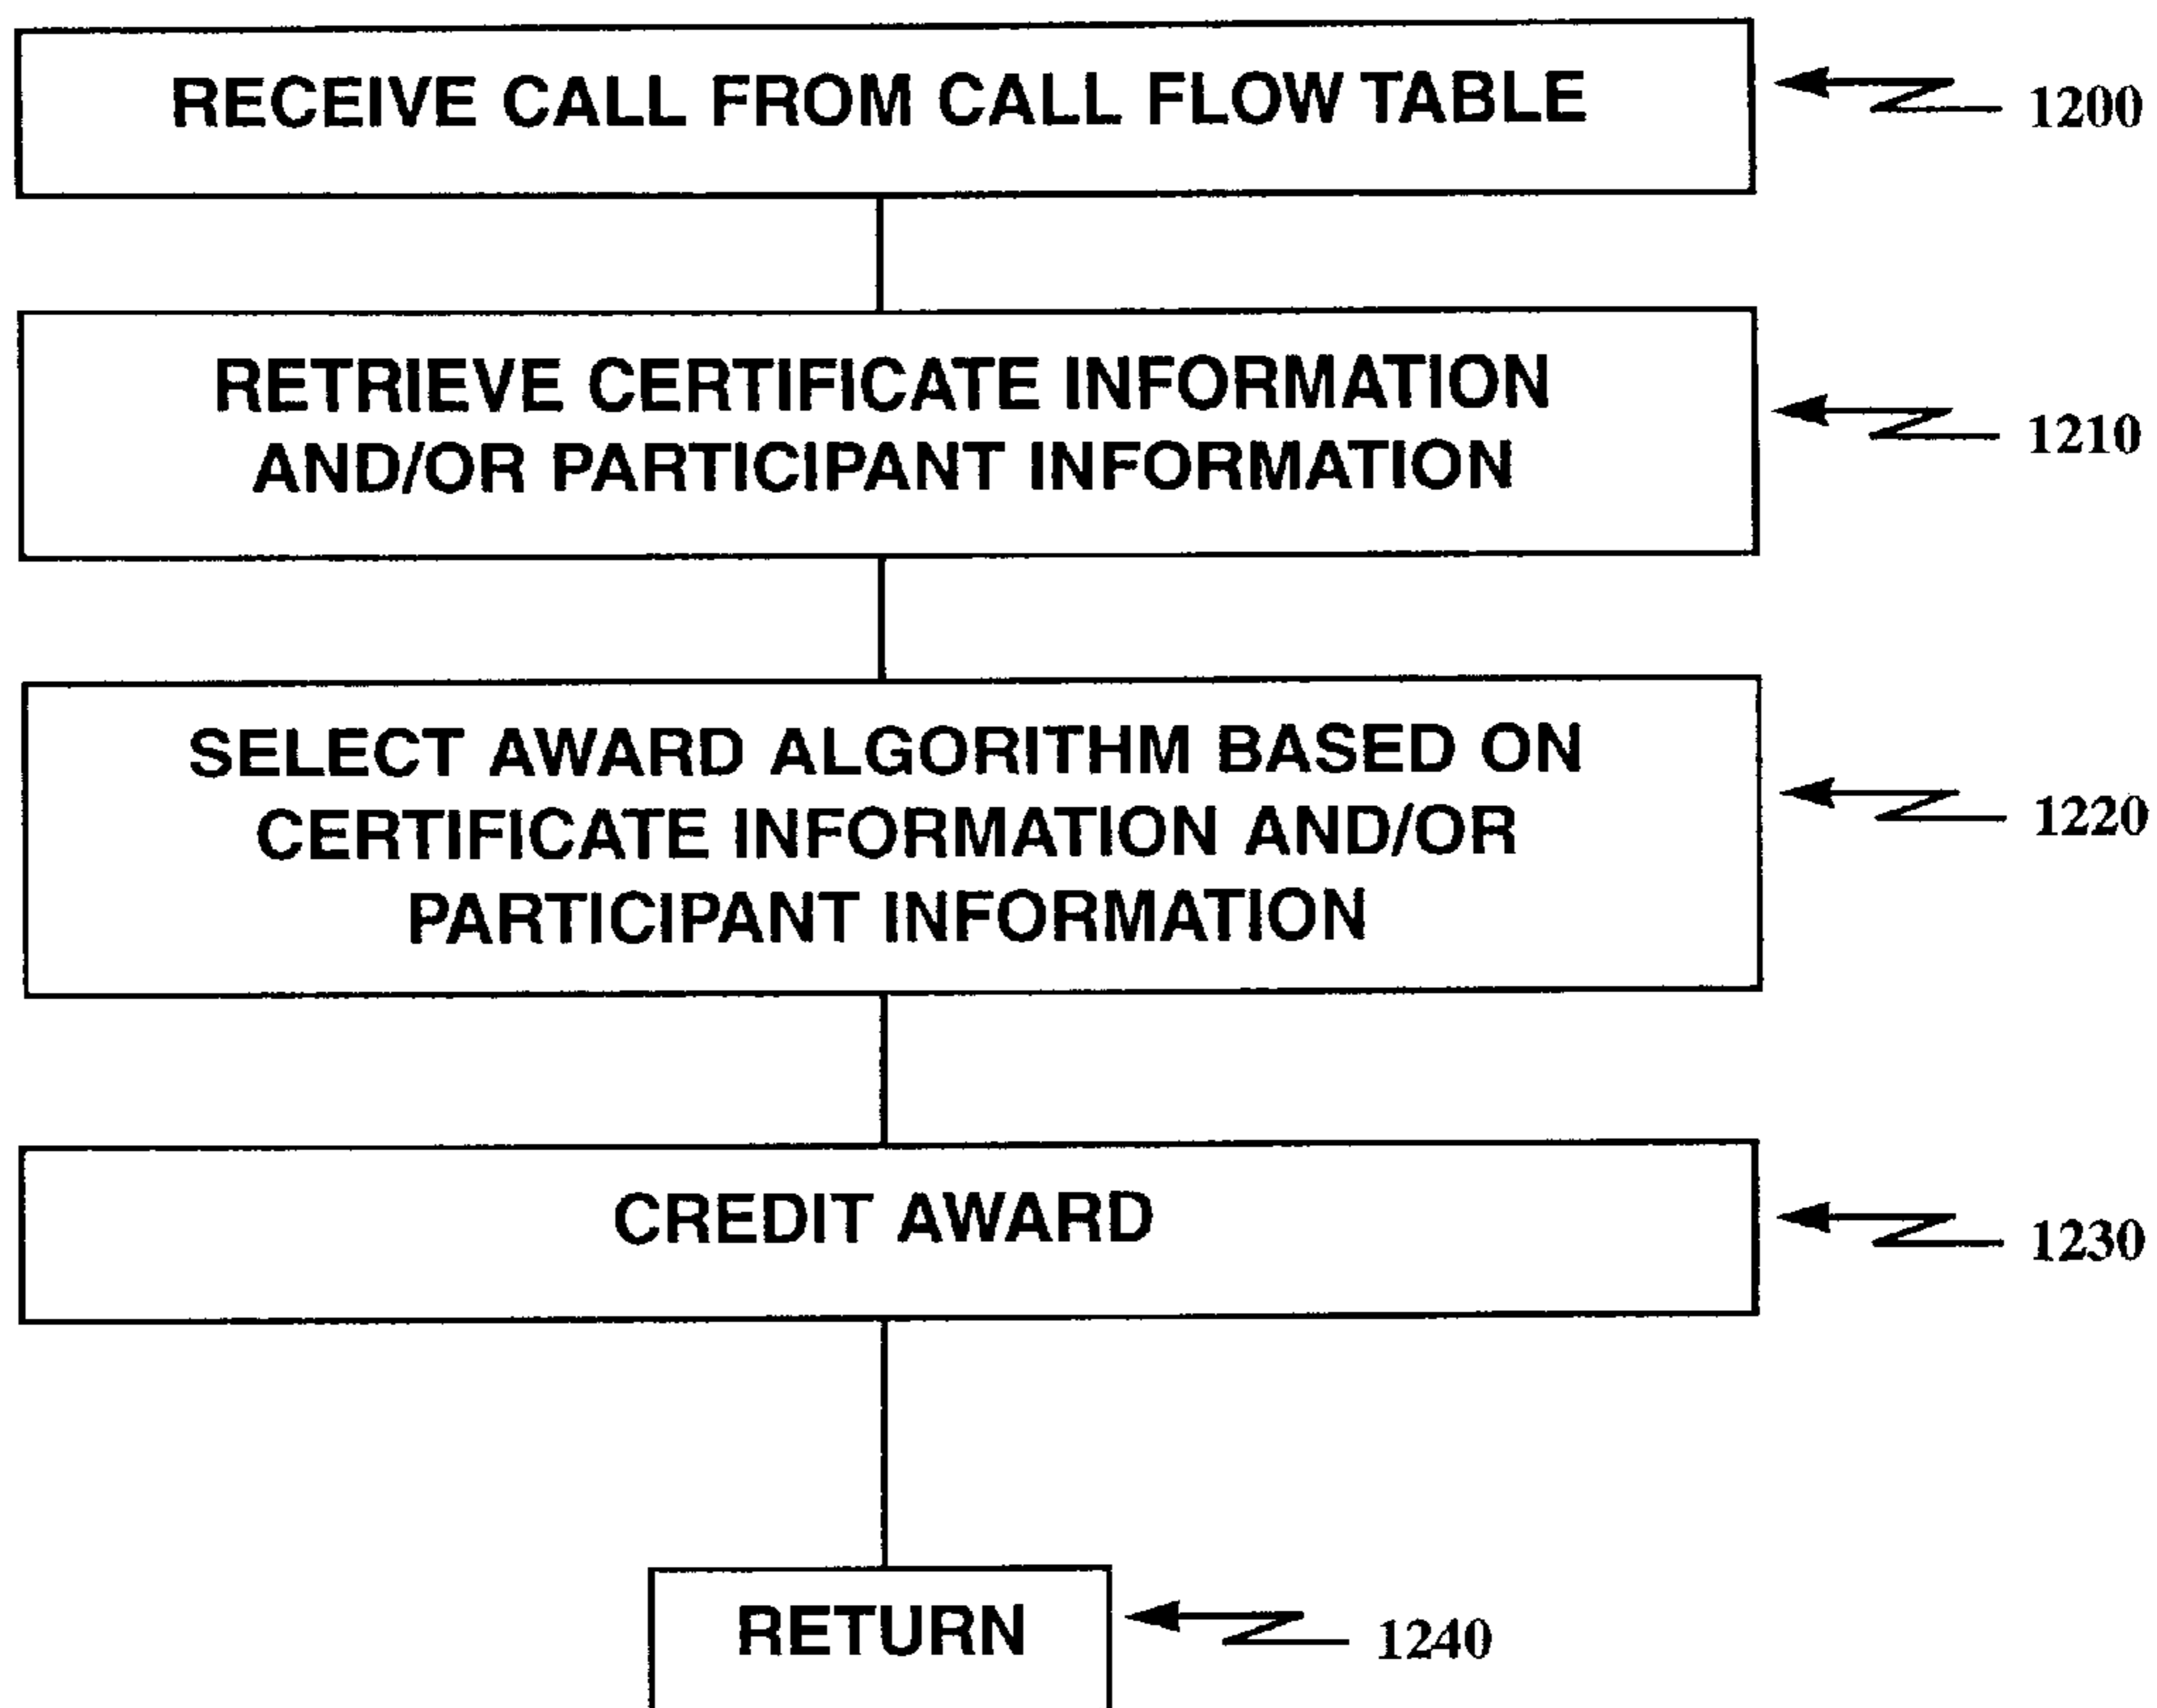 RECEIVE CALL FROM CALL FLOW TABLE
1200
RETRIEVE CERTIFICATE INFORMATION
AND/OR PARTICIPANT INFORMATION
1210
SELECT AWARD ALGORITHM BASED ON
CERTIFICATE INFORMATION AND/OR
PARTICIPANT INFORMATION
1220
CREDIT AWARD
1230
RETURN
1240